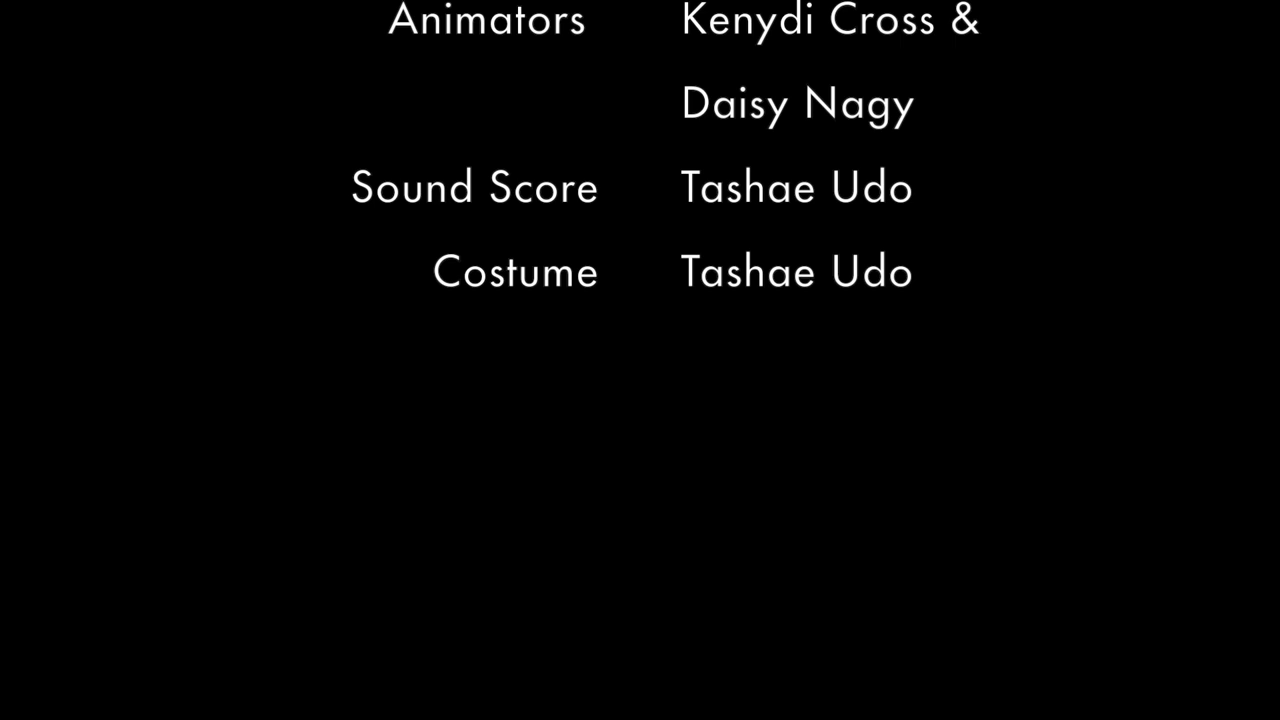 Animators Kenydi Cross &
Daisy Nagy
Sound Score Tashae Udo
Costume Tashae Udo